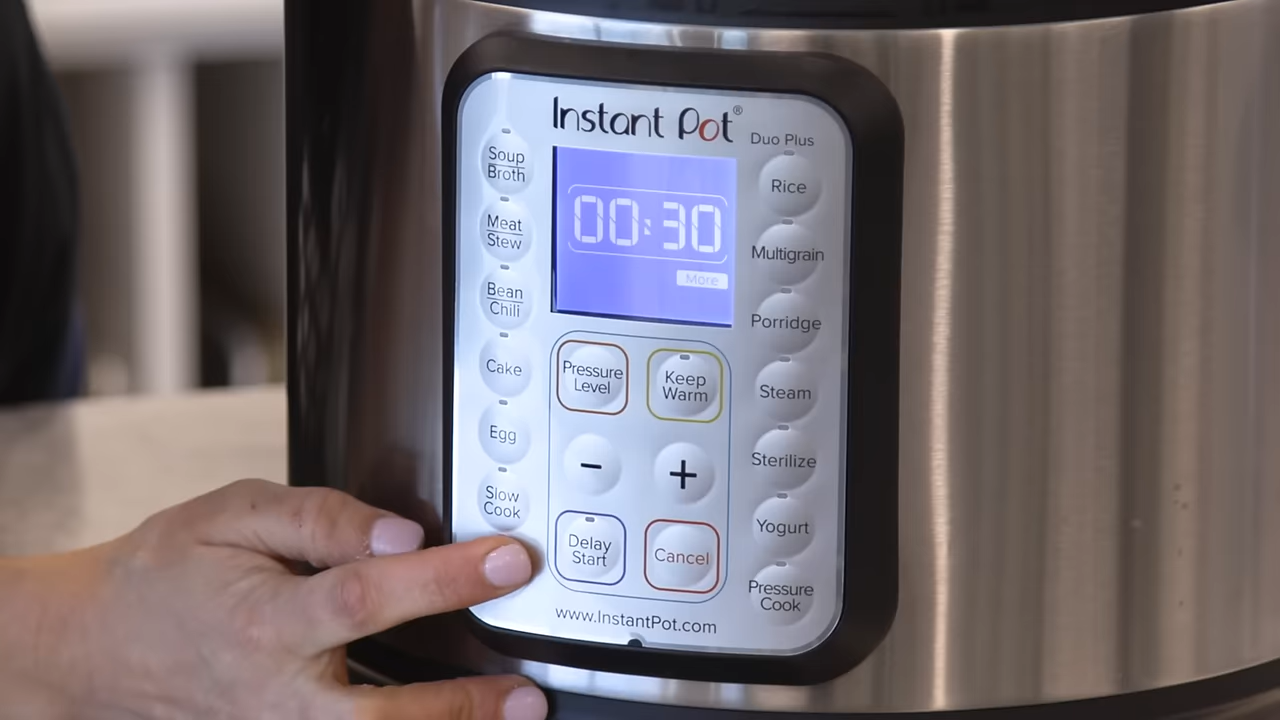 Instant Pot®
Duo Plus
Soup
Broth
Meat
Stew
Bean
Chili
Cake
Egg
Slow
Cook
00:30
More
Pressure
Level
Keep
Warm
-
+
Delay
Start
Cancel
Rice
Multigrain
Porridge
Steam
Sterilize
Yogurt
Pressure
Cook
www.InstantPot.com